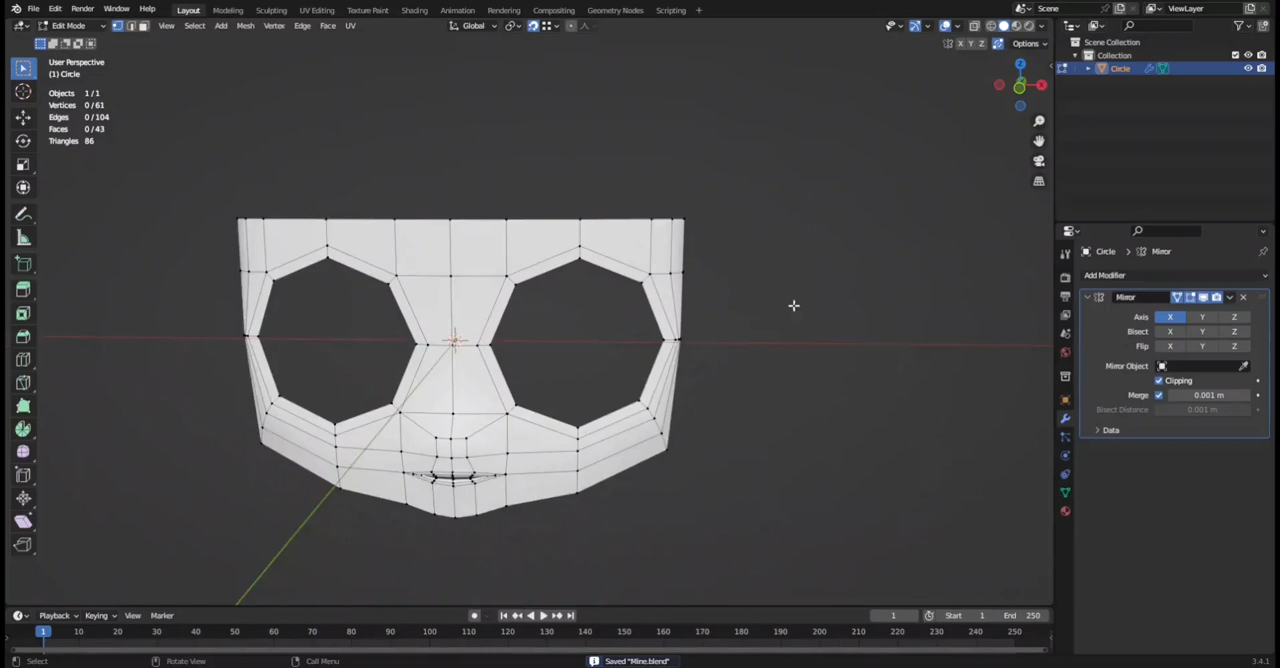 File Edit Render Window Help Layout Modeling Sculpting UV Editing Texture Paint Shading Animation Rendering Compositing Geometry Nodes Scripting + Scene ViewLayer
Edit Mode View Select Add Mesh Vertex Edge Face UV Global
X Y Z Options
User Perspective
(1) Circle
Objects 1/1
Vertices 0/61
Edges 0/104
Faces 0/43
Triangles 86
Z
X
Scene Collection
Collection
Circle
Circle > Mirror
Add Modifier
Mirror
Axis X Y Z
Bisect X Y Z
Flip X Y Z
Mirror Object
Clipping
Merge 0.001 m
Bisect Distance 0.001 m
> Data
Playback Keying View Marker 1 Start 1 End 250
1 10 20 30 40 50 60 70 80 90 100 110 120 130 140 150 160 170 180 190 200 210 220 230 240 250
Select Rotate View Call Menu Saved "Mine.blend" 3.4.1